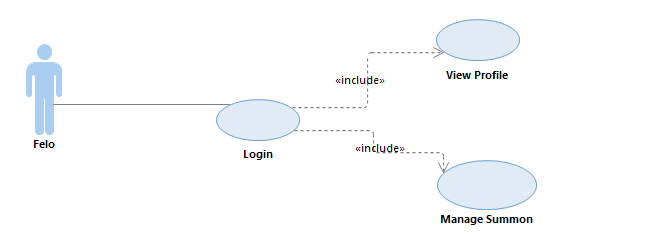 View Profile
«include»
Felo
Login
«include»
Manage Summon